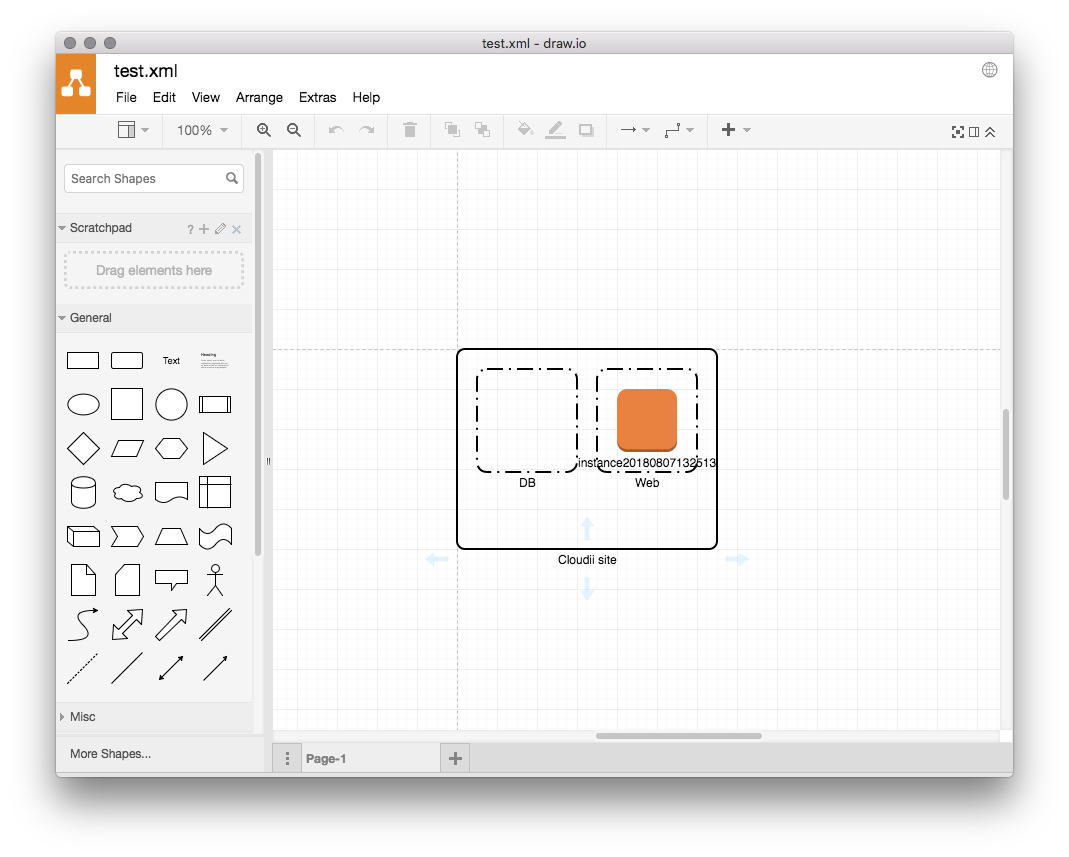 test.xml - draw.io
test.xml
File Edit View Arrange Extras Help
100%
Search Shapes
Scratchpad
?
Drag elements here
General
Text
Heading
instance20180807132513
DB
Web
Cloudii site
Misc
More Shapes...
Page-1